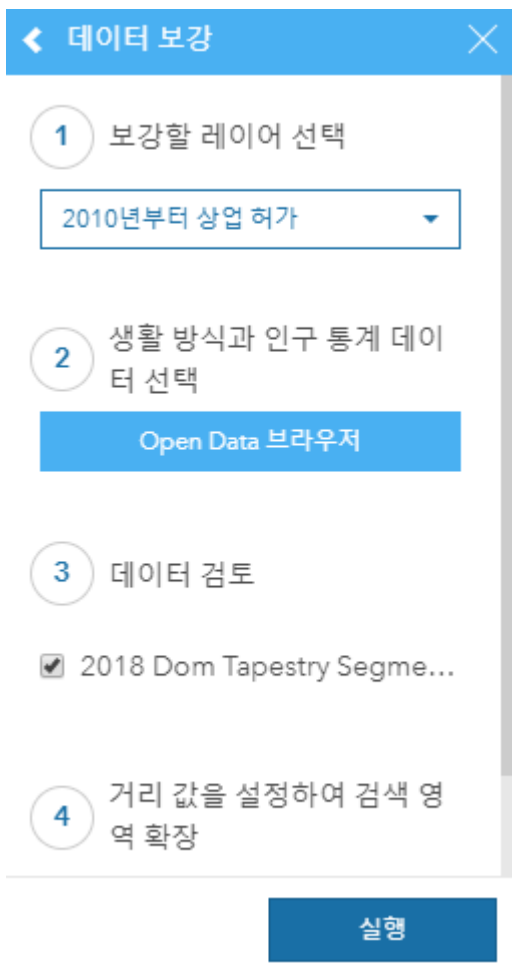 데이터 보강
1 보강할 레이어 선택
2010년부터 상업 허가
2 생활 방식과 인구 통계 데이
터 선택
Open Data 브라우저
3 데이터 검토
2018 Dom Tapestry Segme...
4 거리 값을 설정하여 검색 영
역 확장
실행